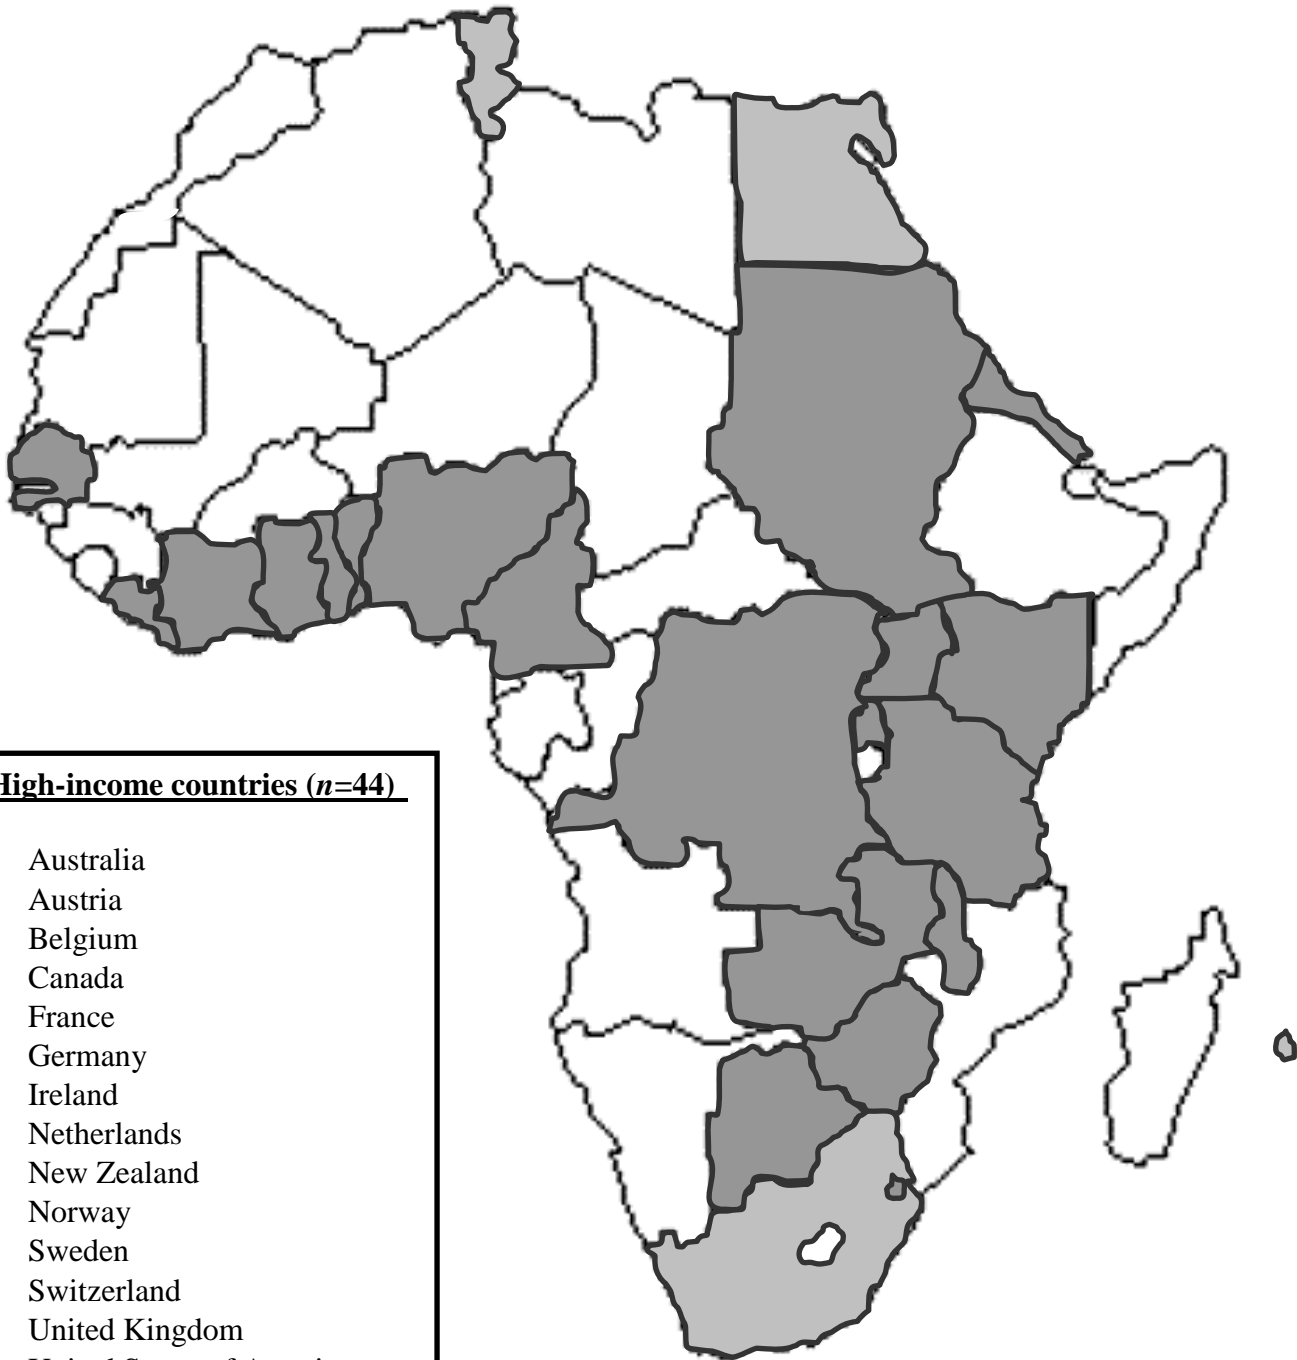 High-income countries (n=44)
Australia
Austria
Belgium
Canada
France
Germany
Ireland
Netherlands
New Zealand
Norway
Sweden
Switzerland
United Kingdom